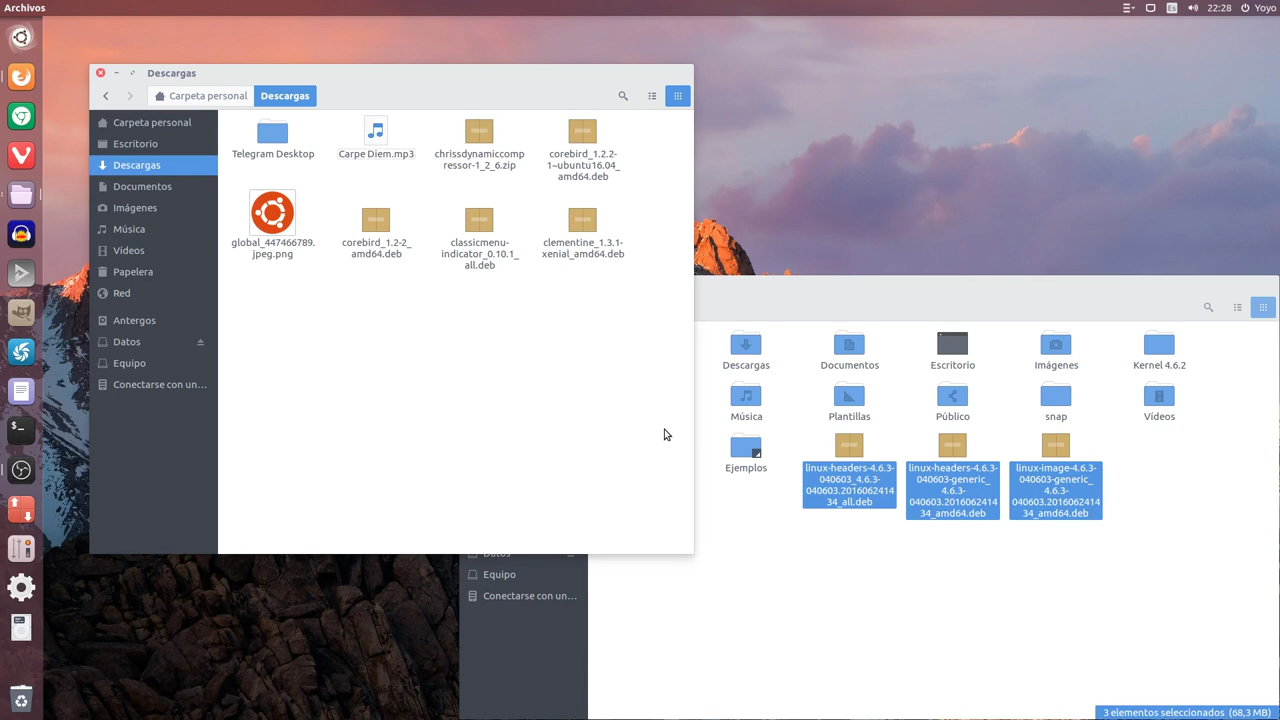 Archivos
Es
22:28
Yoyo
Descargas
Carpeta personal
Descargas
Carpeta personal
Escritorio
Descargas
Documentos
Imágenes
Música
Vídeos
Papelera
Red
Antergos
Datos
Equipo
Conectarse con un…
Telegram Desktop
Carpe Diem.mp3
chrissdynamiccomp
ressor-1_2_6.zip
corebird_1.2.2-
1~ubuntu16.04_
amd64.deb
global_447466789.
jpeg.png
corebird_1.2-2_
amd64.deb
classicmenu-
indicator_0.10.1_
all.deb
clementine_1.3.1-
xenial_amd64.deb
Descargas
Documentos
Escritorio
Imágenes
Kernel 4.6.2
Música
Plantillas
Público
snap
Vídeos
Ejemplos
linux-headers-4.6.3-
040603_4.6.3-
040603.2016062414
34_all.deb
linux-headers-4.6.3-
040603-generic_
4.6.3-
040603.2016062414
34_amd64.deb
linux-image-4.6.3-
040603-generic_
4.6.3-
040603.2016062414
34_amd64.deb
Datos
Equipo
Conectarse con un…
3 elementos seleccionados (68,3 MB)